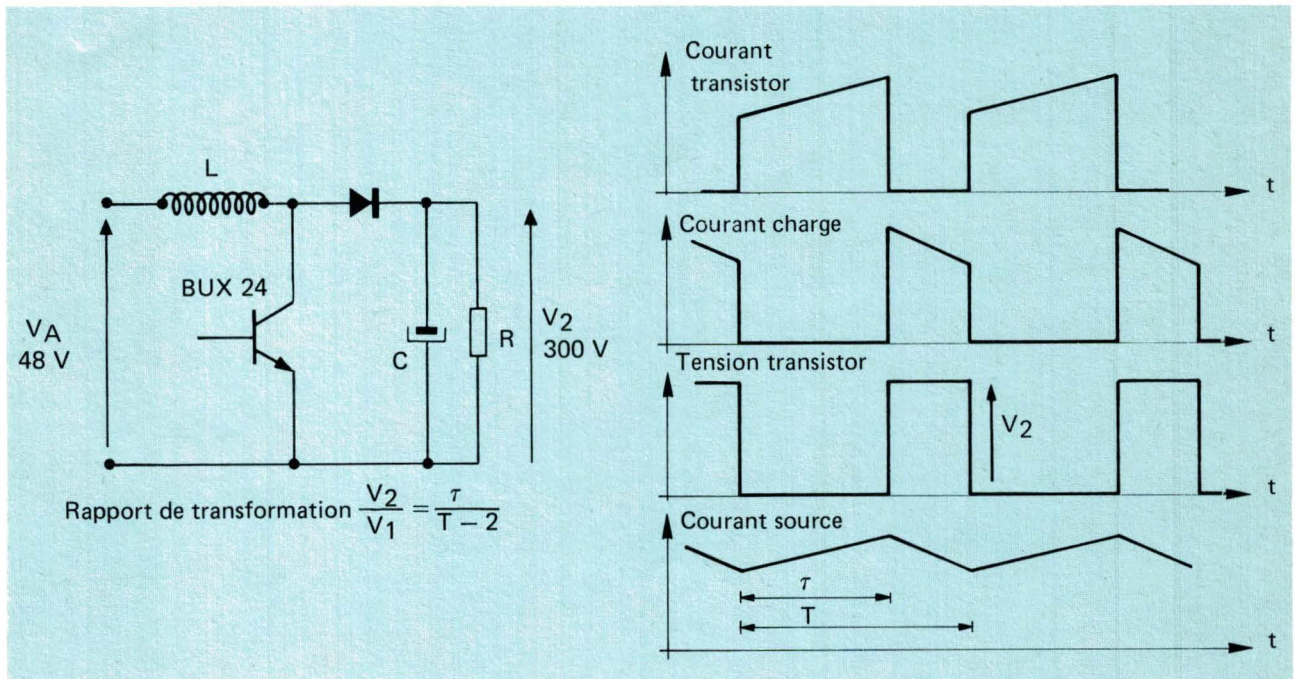 L
BUX 24
VA
48 V
C
R
V2
300 V
Rapport de transformation V2/V1 = τ/T – 2
Courant
transistor
t
Courant charge
t
Tension transistor
V2
t
Courant source
τ
T
t